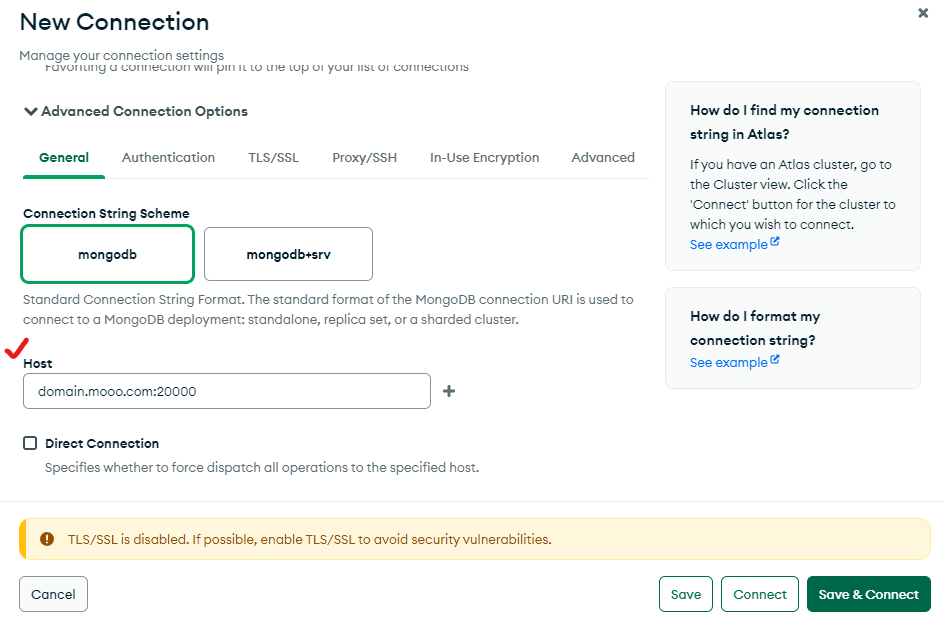 New Connection
Manage your connection settings
Favoriting a connection will pin it to the top of your list of connections
Advanced Connection Options
General Authentication TLS/SSL Proxy/SSH In-Use Encryption Advanced
Connection String Scheme
mongodb mongodb+srv
Standard Connection String Format. The standard format of the MongoDB connection URI is used to
connect to a MongoDB deployment: standalone, replica set, or a sharded cluster.
Host
domain.mooo.com:20000
Direct Connection
Specifies whether to force dispatch all operations to the specified host.
How do I find my connection
string in Atlas?
If you have an Atlas cluster, go to
the Cluster view. Click the
'Connect' button for the cluster to
which you wish to connect.
See example
How do I format my
connection string?
See example
TLS/SSL is disabled. If possible, enable TLS/SSL to avoid security vulnerabilities.
Cancel Save Connect Save & Connect